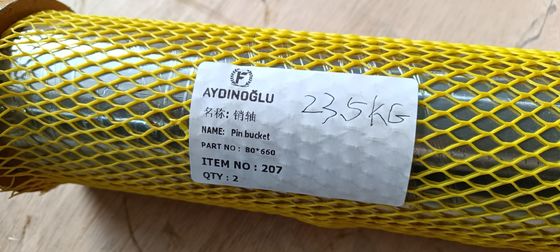 F
AYDINOĞLU
名称: 销轴
NAME: Pin bucket
PART NO : 80*660
ITEM NO : 207
QTY : 2
23.5KG